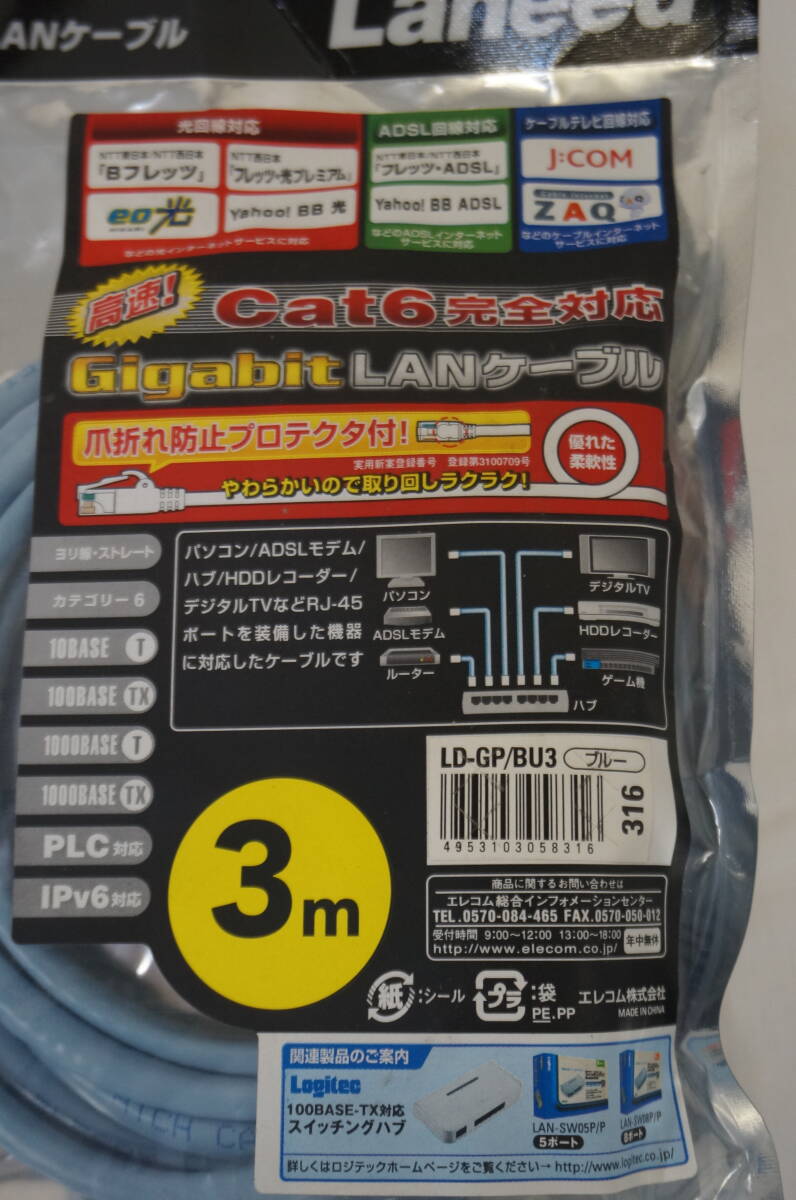 LANケーブル
Laneed
光回線対応
NTT東日本/NTT西日本
「Bフレッツ」
NTT西日本
「フレッツ・光プレミアム」
eo光
Yahoo! BB 光
などの光インターネットサービスに対応
ADSL回線対応
NTT東日本/NTT西日本
「フレッツ・ADSL」
Yahoo! BB ADSL
などのADSLインターネット
サービスに対応
ケーブルテレビ回線対応
J:COM
ZAQ
などのケーブルインターネット
サービスに対応
高速!
Cat6完全対応
Gigabit LANケーブル
爪折れ防止プロテクタ付!
実用新案登録番号 登録第3100709号
やわらかいので取り回しラクラク!
優れた
柔軟性
ヨリ線・ストレート
カテゴリー6
10BASE T
100BASE TX
1000BASE T
1000BASE TX
PLC対応
IPv6対応
パソコン/ADSLモデム/
ハブ/HDDレコーダー/
デジタルTVなどRJ-45
ポートを装備した機器
に対応したケーブルです
パソコン
ADSLモデム
ルーター
デジタルTV
HDDレコーダー
ゲーム機
ハブ
3m
LD-GP/BU3 ブルー
4953103058316
316
商品に関するお問い合わせは
エレコム総合インフォメーションセンター
TEL.0570-084-465 FAX.0570-050-012
受付時間 9:00〜12:00 13:00〜18:00
年中無休
http://www.elecom.co.jp/
紙:シール
プラ:袋
PE.PP
エレコム株式会社
MADE IN CHINA
関連製品のご案内
Logitec
100BASE-TX対応
スイッチングハブ
LAN-SW05P/P
5ポート
LAN-SW08P/P
8ポート
詳しくはロジテックホームページをご覧ください→ http://www.logitec.co.jp/